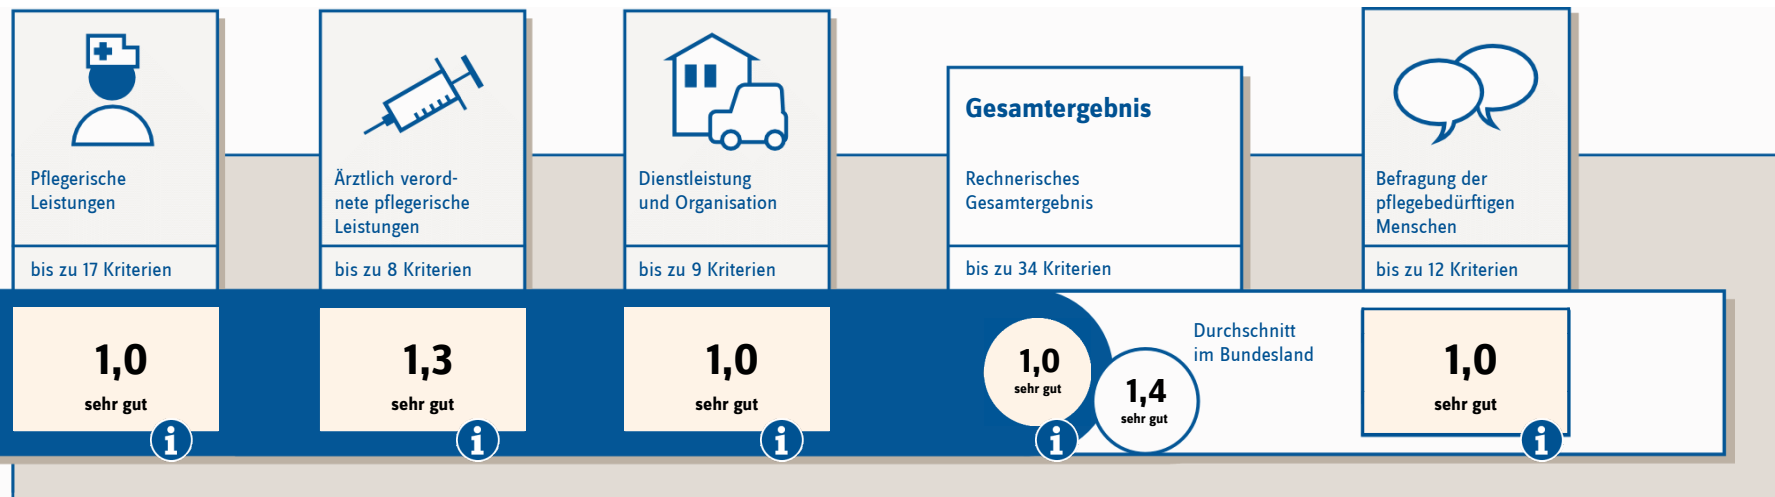 Pflegerische
Leistungen
bis zu 17 Kriterien
1,0
sehr gut
i
Ärztlich verord-
nete pflegerische
Leistungen
bis zu 8 Kriterien
1,3
sehr gut
i
Dienstleistung
und Organisation
bis zu 9 Kriterien
1,0
sehr gut
i
Gesamtergebnis
Rechnerisches
Gesamtergebnis
bis zu 34 Kriterien
1,0
sehr gut
i
Durchschnitt
im Bundesland
1,4
sehr gut
Befragung der
pflegebedürftigen
Menschen
bis zu 12 Kriterien
1,0
sehr gut
i